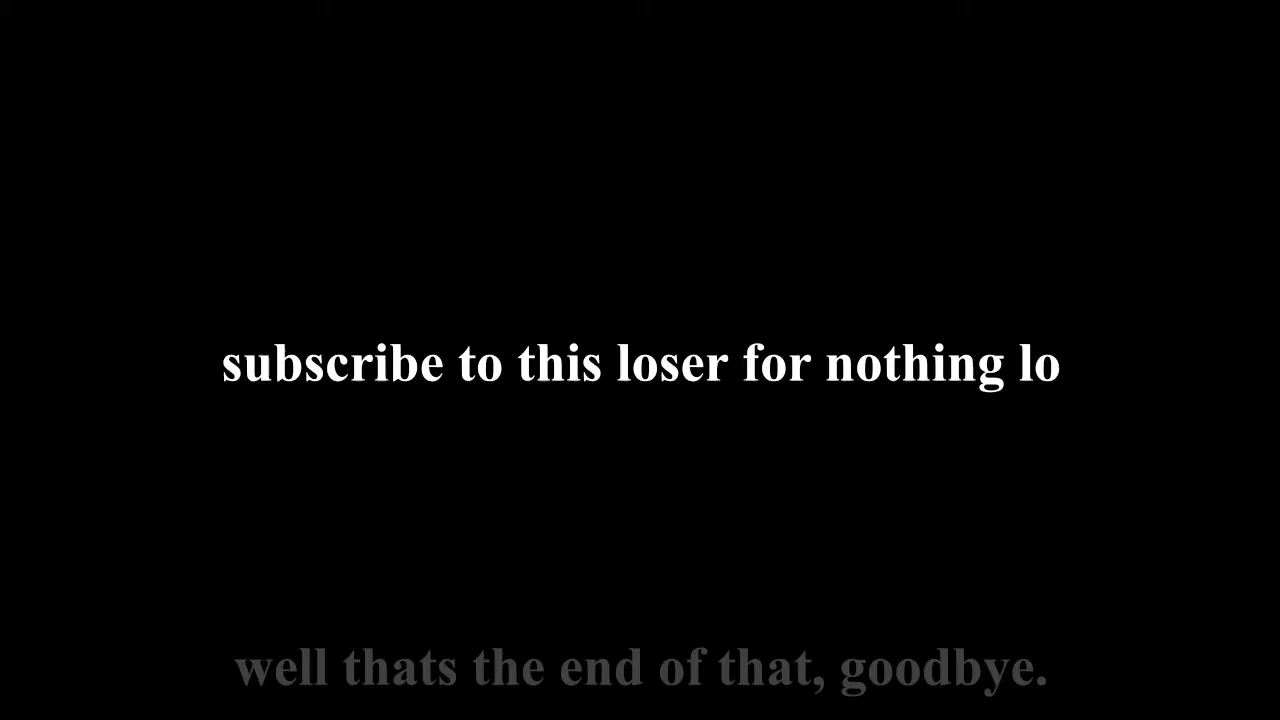 subscribe to this loser for nothing lo
well thats the end of that, goodbye.